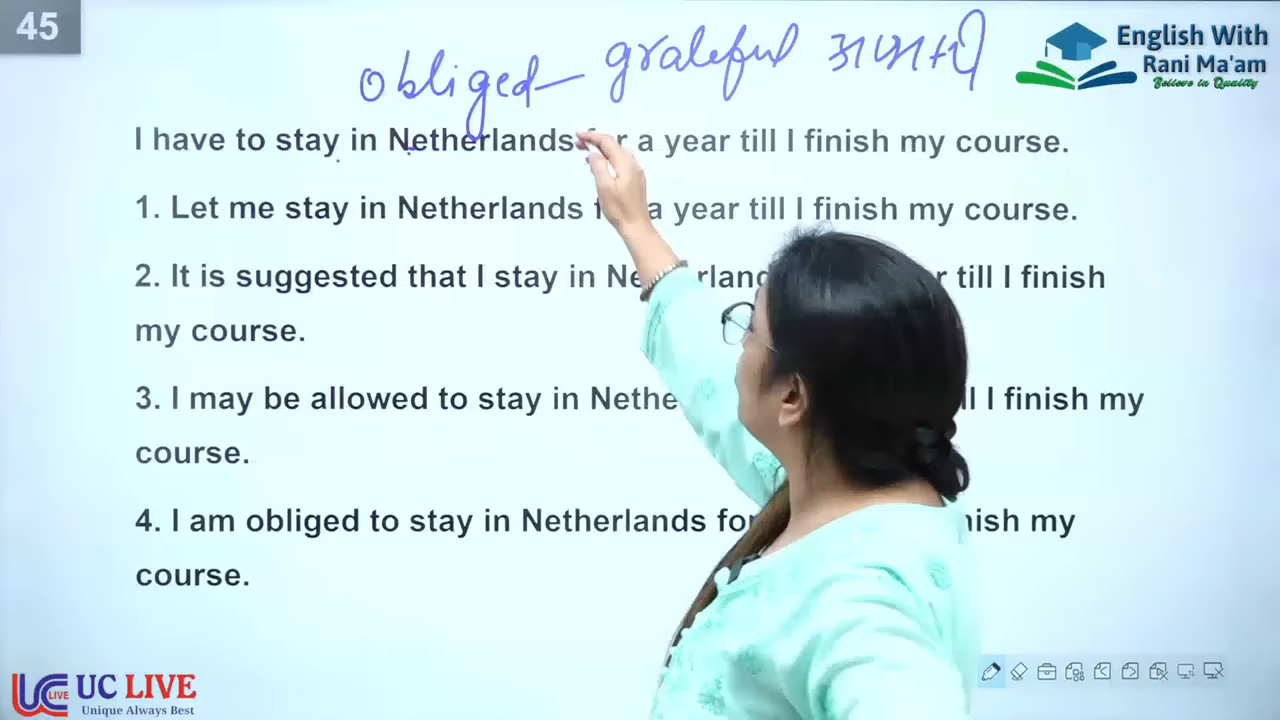 45
obliged – grateful आभारी
English With
Rani Ma'am
Believe in Quality
I have to stay in Netherlands for a year till I finish my course.
1. Let me stay in Netherlands a year till I finish my course.
2. It is suggested that I stay in till I finish
my course.
3. I may be allowed to stay in I finish my
course.
4. I am obliged to stay in Netherlands my
course.
UC LIVE
LIVE
Unique Always Best